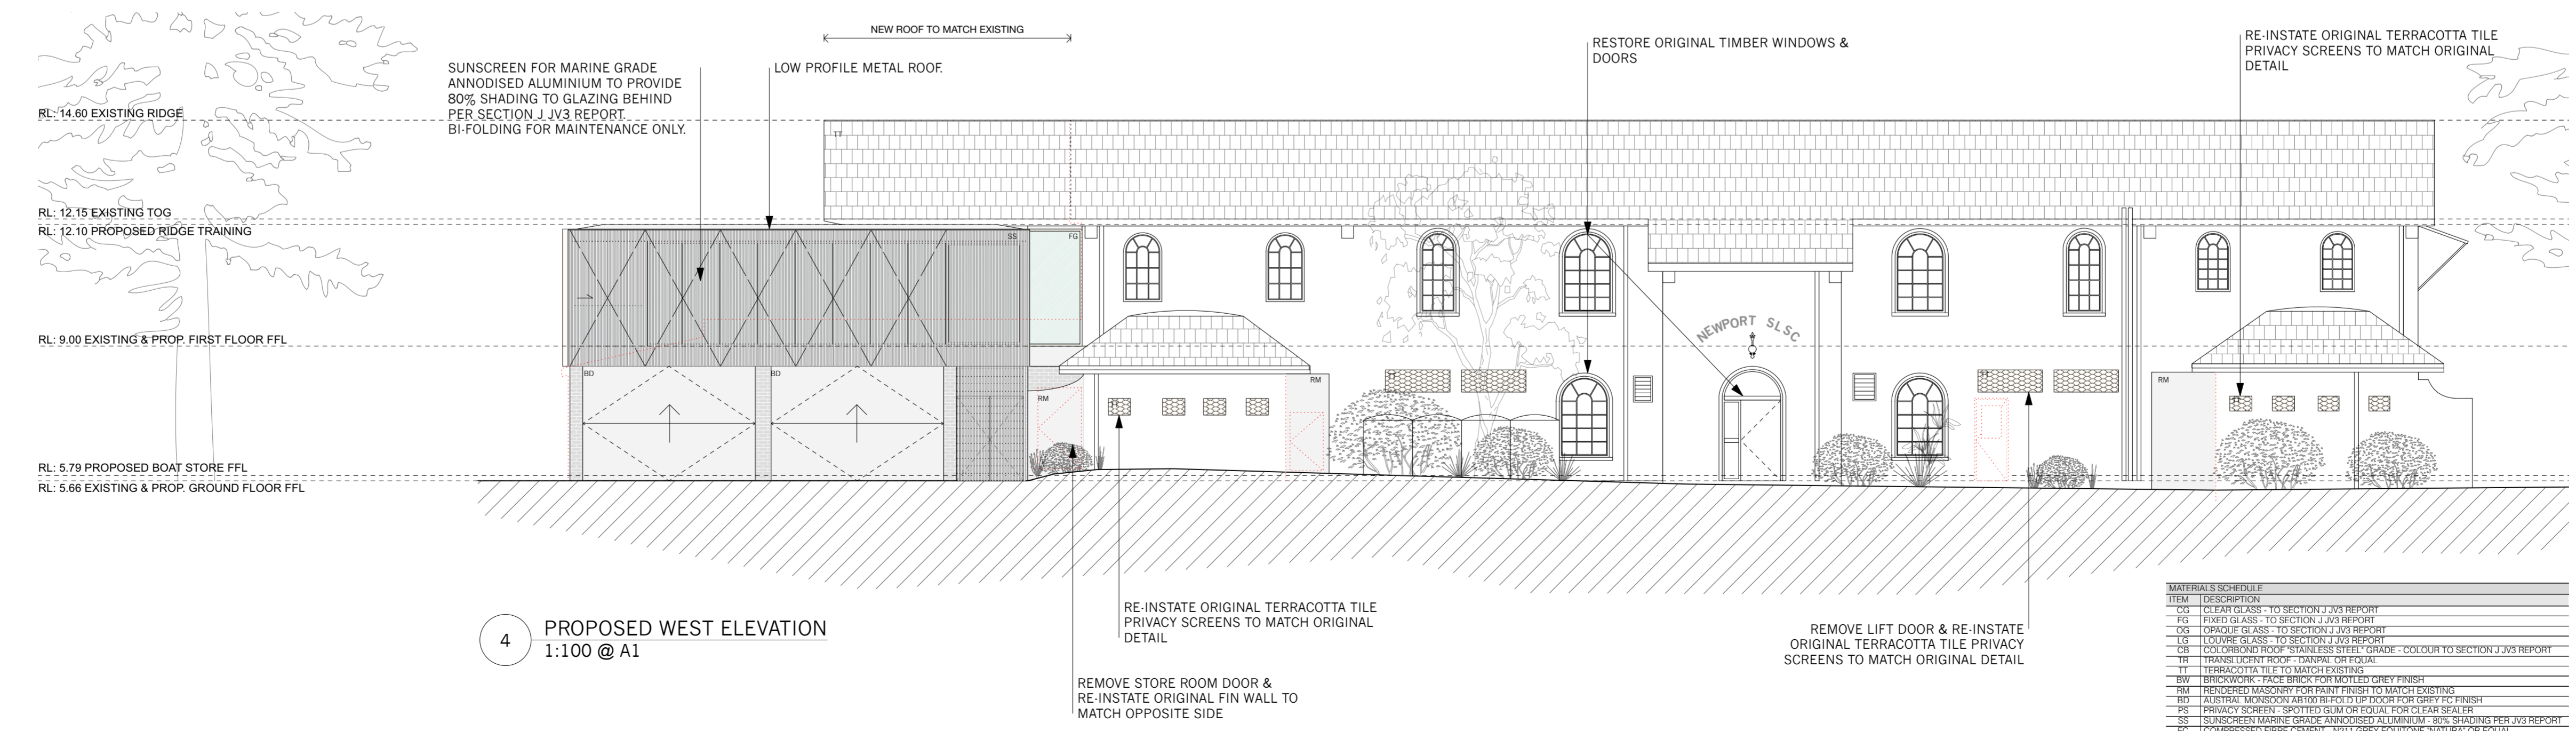 NEW ROOF TO MATCH EXISTING
SUNSCREEN FOR MARINE GRADE
ANNODISED ALUMINIUM TO PROVIDE
80% SHADING TO GLAZING BEHIND
PER SECTION J JV3 REPORT.
BI-FOLDING FOR MAINTENANCE ONLY.
LOW PROFILE METAL ROOF.
RESTORE ORIGINAL TIMBER WINDOWS &
DOORS
RE-INSTATE ORIGINAL TERRACOTTA TILE
PRIVACY SCREENS TO MATCH ORIGINAL
DETAIL
RL: 14.60 EXISTING RIDGE
TT
RL: 12.15 EXISTING TOG
RL: 12.10 PROPOSED RIDGE TRAINING
SS
FG
NEWPORT SLSC
RL: 9.00 EXISTING & PROP. FIRST FLOOR FFL
BD
BD
RM
RM
RM
RL: 5.79 PROPOSED BOAT STORE FFL
RL: 5.66 EXISTING & PROP. GROUND FLOOR FFL
4
PROPOSED WEST ELEVATION
1:100 @ A1
RE-INSTATE ORIGINAL TERRACOTTA TILE
PRIVACY SCREENS TO MATCH ORIGINAL
DETAIL
REMOVE STORE ROOM DOOR &
RE-INSTATE ORIGINAL FIN WALL TO
MATCH OPPOSITE SIDE
REMOVE LIFT DOOR & RE-INSTATE
ORIGINAL TERRACOTTA TILE PRIVACY
SCREENS TO MATCH ORIGINAL DETAIL
MATERIALS SCHEDULE
ITEM DESCRIPTION
CG CLEAR GLASS - TO SECTION J JV3 REPORT
FG FIXED GLASS - TO SECTION J JV3 REPORT
OG OPAQUE GLASS - TO SECTION J JV3 REPORT
LG LOUVRE GLASS - TO SECTION J JV3 REPORT
CB COLORBOND ROOF "STAINLESS STEEL" GRADE - COLOUR TO SECTION J JV3 REPORT
TR TRANSLUCENT ROOF - DANPAL OR EQUAL
TT TERRACOTTA TILE TO MATCH EXISTING
BW BRICKWORK - FACE BRICK FOR MOTLED GREY FINISH
RM RENDERED MASONRY FOR PAINT FINISH TO MATCH EXISTING
BD AUSTRAL MONSOON AB100 BI-FOLD UP DOOR FOR GREY FC FINISH
PS PRIVACY SCREEN - SPOTTED GUM OR EQUAL FOR CLEAR SEALER
SS SUNSCREEN MARINE GRADE ANNODISED ALUMINIUM - 80% SHADING PER JV3 REPORT
FC COMPRESSED FIBRE CEMENT - N211 GREY EQUITONE "NATURA" OR EQUAL